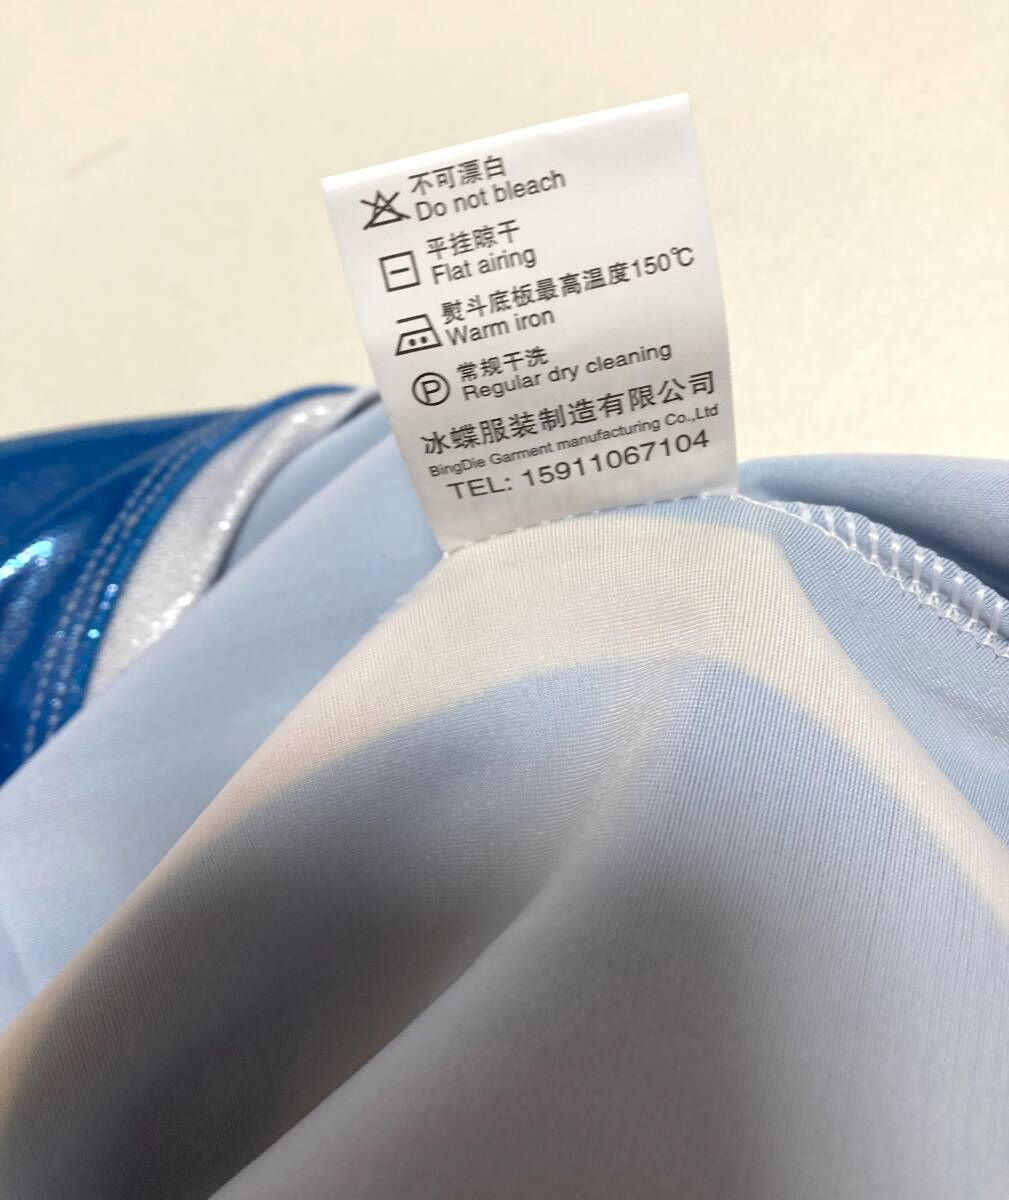 不可漂白
Do not bleach
平挂晾干
Flat airing
熨斗底板最高温度150℃
Warm iron
P
常规干洗
Regular dry cleaning
冰蝶服装制造有限公司
BingDie Garment manufacturing Co.,Ltd
TEL: 15911067104